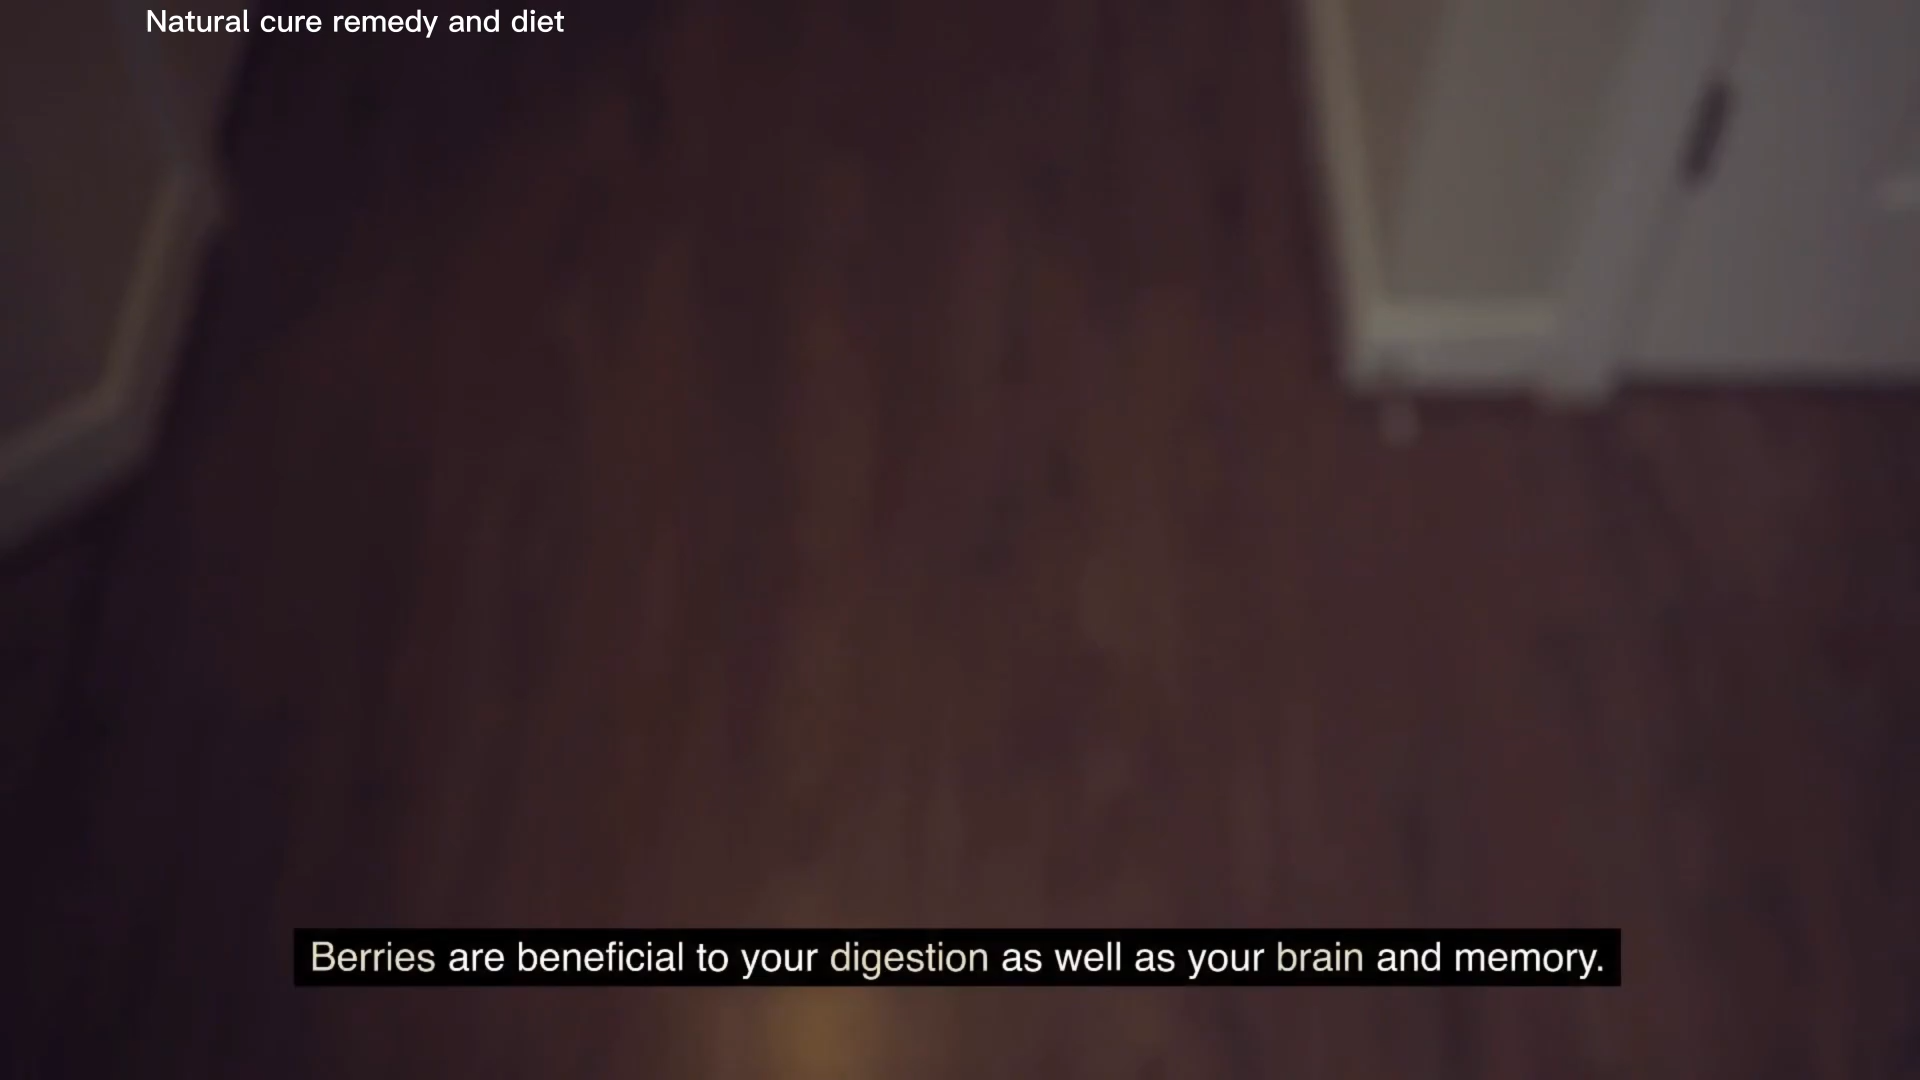 Natural cure remedy and diet
Berries are beneficial to your digestion as well as your brain and memory.